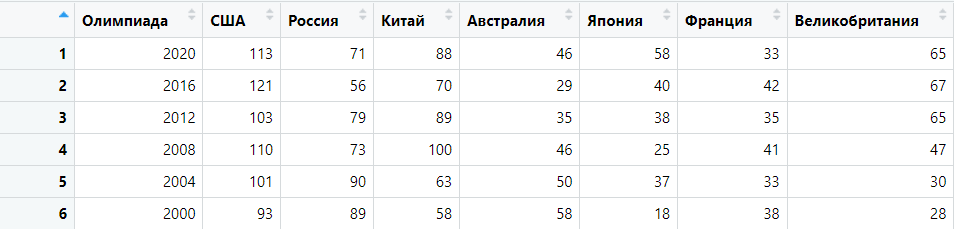 Олимпиада США Россия Китай Австралия Япония Франция Великобритания
1 2020 113 71 88 46 58 33 65
2 2016 121 56 70 29 40 42 67
3 2012 103 79 89 35 38 35 65
4 2008 110 73 100 46 25 41 47
5 2004 101 90 63 50 37 33 30
6 2000 93 89 58 58 18 38 28